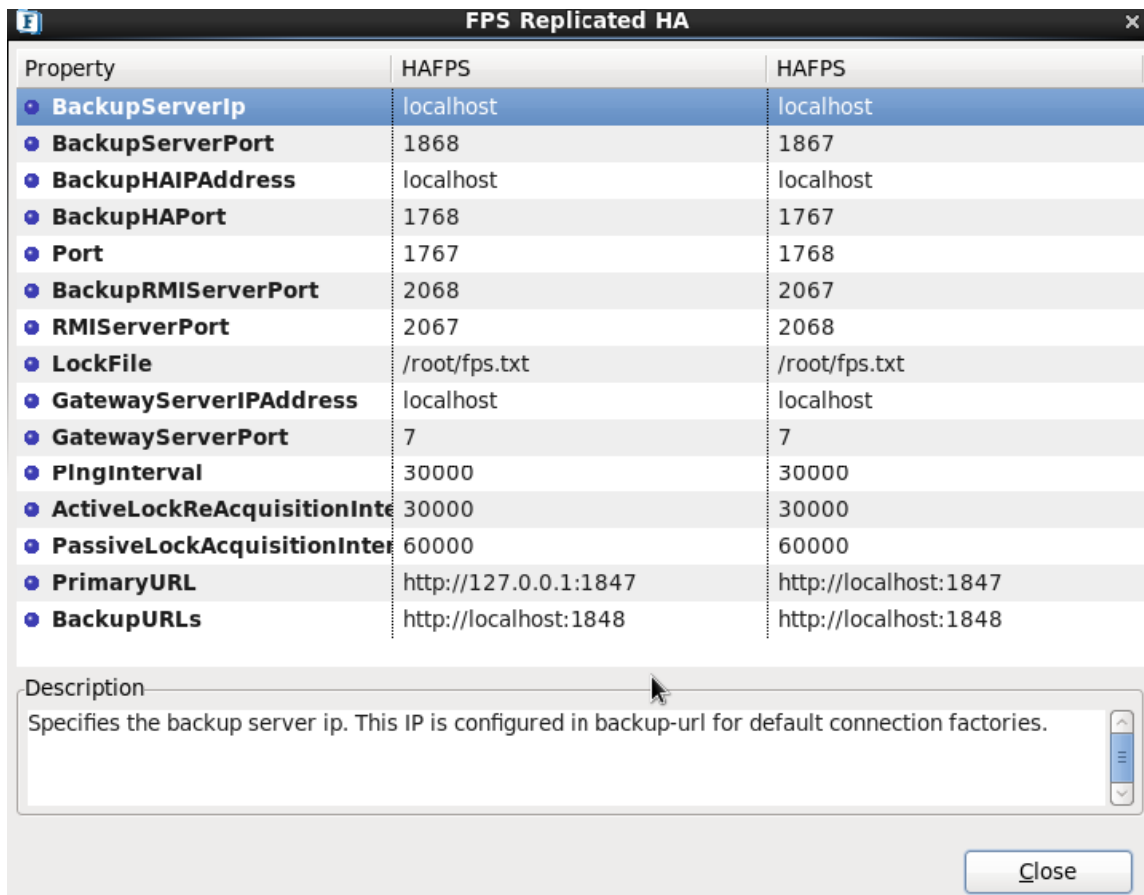 FPS Replicated HA
Property HAFPS HAFPS
BackupServerIp localhost localhost
BackupServerPort 1868 1867
BackupHAIPAddress localhost localhost
BackupHAPort 1768 1767
Port 1767 1768
BackupRMIServerPort 2068 2067
RMIServerPort 2067 2068
LockFile /root/fps.txt /root/fps.txt
GatewayServerIPAddress localhost localhost
GatewayServerPort 7 7
PIngInterval 30000 30000
ActiveLockReAcquisitionInte 30000 30000
PassiveLockAcquisitionInter 60000 60000
PrimaryURL http://127.0.0.1:1847 http://localhost:1847
BackupURLs http://localhost:1848 http://localhost:1848
Description
Specifies the backup server ip. This IP is configured in backup-url for default connection factories.
Close